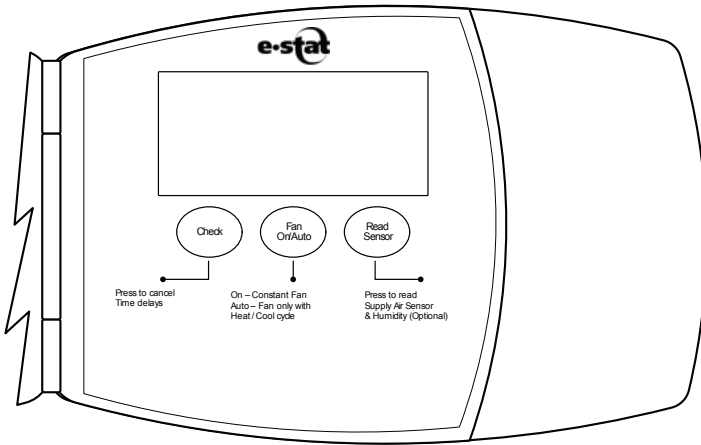 e•stat
Check
Fan
On/Auto
Read
Sensor
Press to cancel
Time delays
On – Constant Fan
Auto – Fan only with
Heat / Cool cycle
Press to read
Supply Air Sensor
& Humidity (Optional)